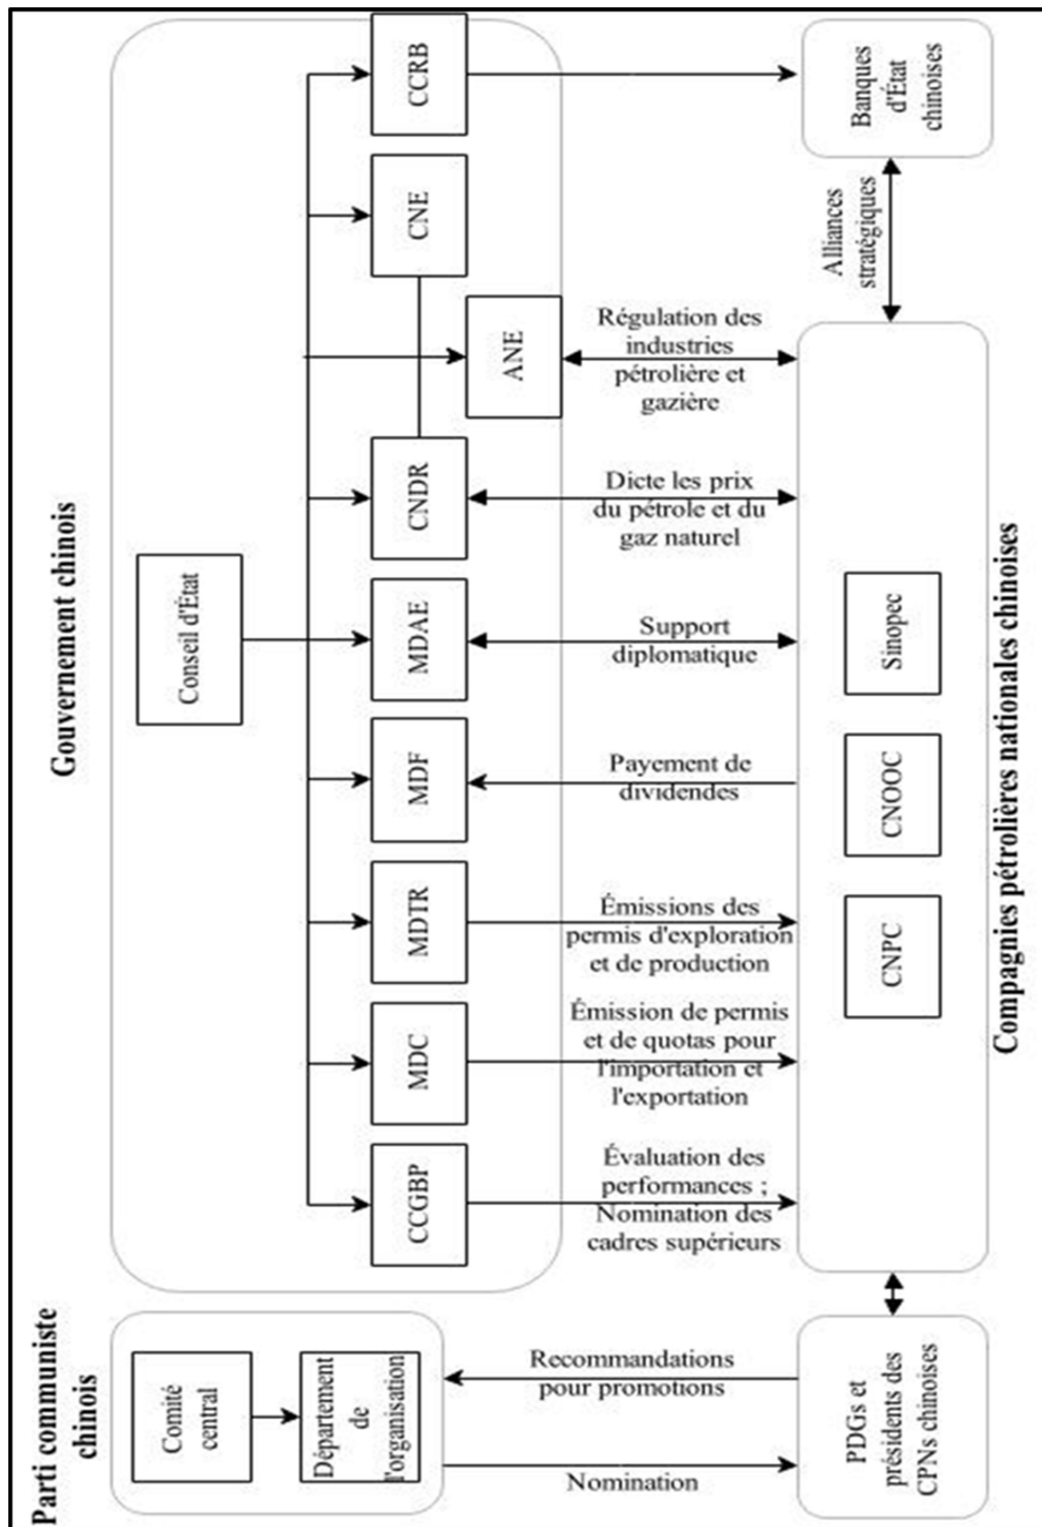 Parti communiste
chinois
Comité
central
Département
de
l'organisation
Gouvernement chinois
Conseil d'État
CCGBP
MDC
MDTR
MDF
MDAE
CNDR
ANE
CNE
CCRB
Recommandations
pour promotions
Nomination
Évaluation des
performances ;
Nomination des
cadres supérieurs
Émission de permis
et de quotas pour
l'importation et
l'exportation
Émissions des
permis d'exploration
et de production
Payement de
dividendes
Support
diplomatique
Dicte les prix
du pétrole et du
gaz naturel
Régulation des
industries
pétrolière et
gazière
Alliances
stratégiques
PDGs et
présidents des
CPNs chinoises
CNPC
CNOOC
Sinopec
Compagnies pétrolières nationales chinoises
Banques
d'État
chinoises